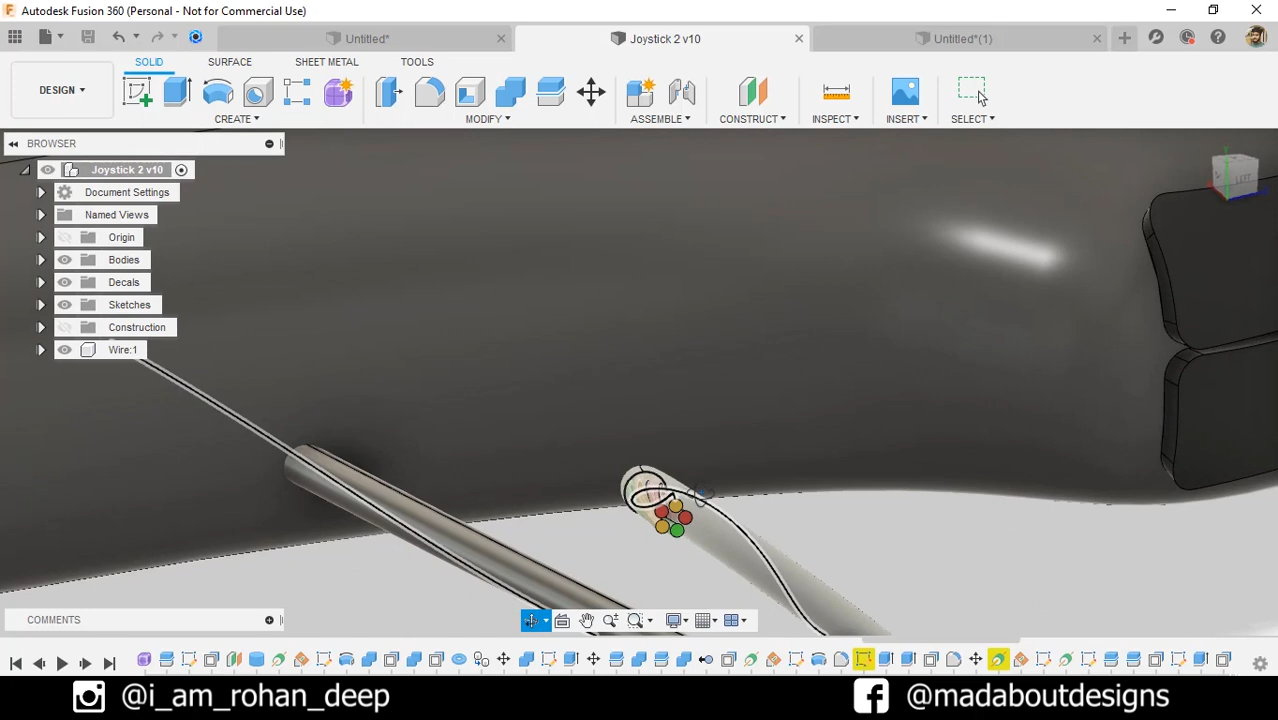 Autodesk Fusion 360 (Personal - Not for Commercial Use)
Untitled*
Joystick 2 v10
Untitled*(1)
DESIGN
SOLID
SURFACE
SHEET METAL
TOOLS
CREATE
MODIFY
ASSEMBLE
CONSTRUCT
INSPECT
INSERT
SELECT
BROWSER
Joystick 2 v10
Document Settings
Named Views
Origin
Bodies
Decals
Sketches
Construction
Wire:1
LEFT
COMMENTS
@i_am_rohan_deep
@madaboutdesigns